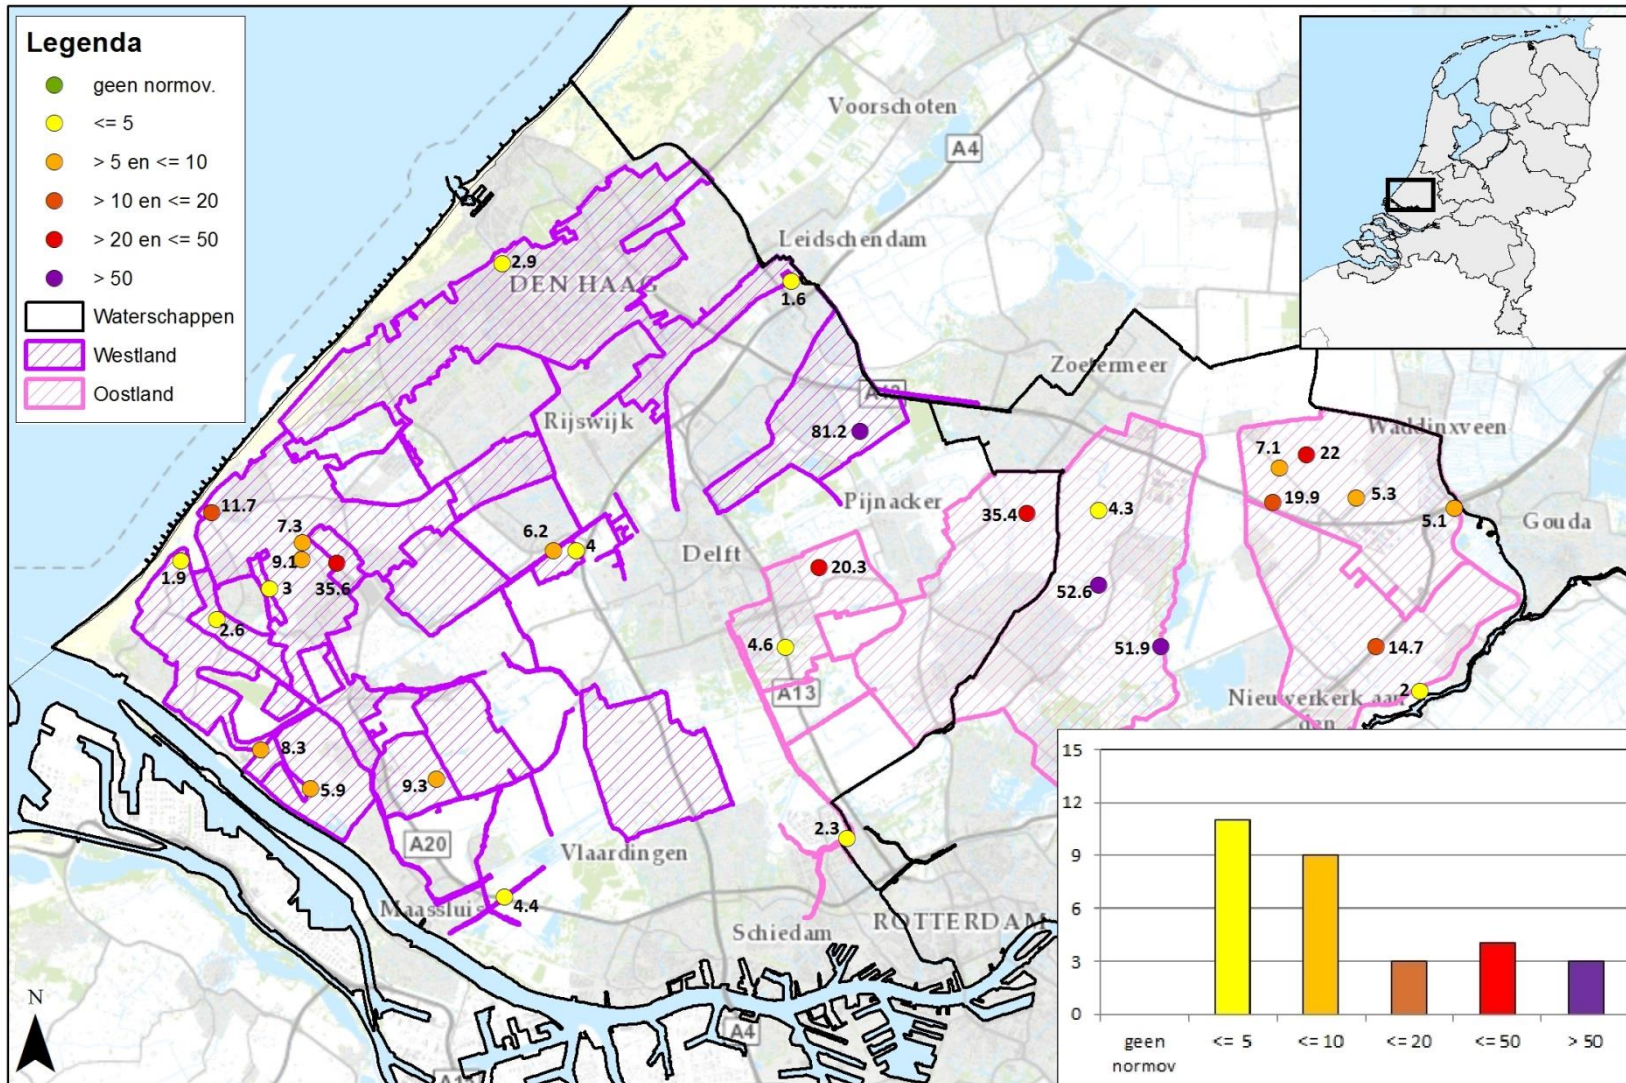 Legenda
geen normov.
<= 5
> 5 en <= 10
> 10 en <= 20
> 20 en <= 50
> 50
Waterschappen
Westland
Oostland
Voorschoten
A4
Leidschendam
2.9
DEN HAAG
1.6
Zoetermeer
Rijswijk
81.2
Waddinxveen
7.1
22
19.9
5.3
5.1
Gouda
Pijnacker
35.4
4.3
11.7
7.3
9.1
35.6
6.2
4
Delft
20.3
1.9
3
2.6
52.6
4.6
51.9
14.7
A13
Nieuwerkerk aan
den
2
8.3
5.9
9.3
2.3
A20
Vlaardingen
Maassluis
4.4
Schiedam
ROTTERDAM
A4
N
15
12
9
6
3
0
geen
normov
<= 5
<= 10
<= 20
<= 50
> 50